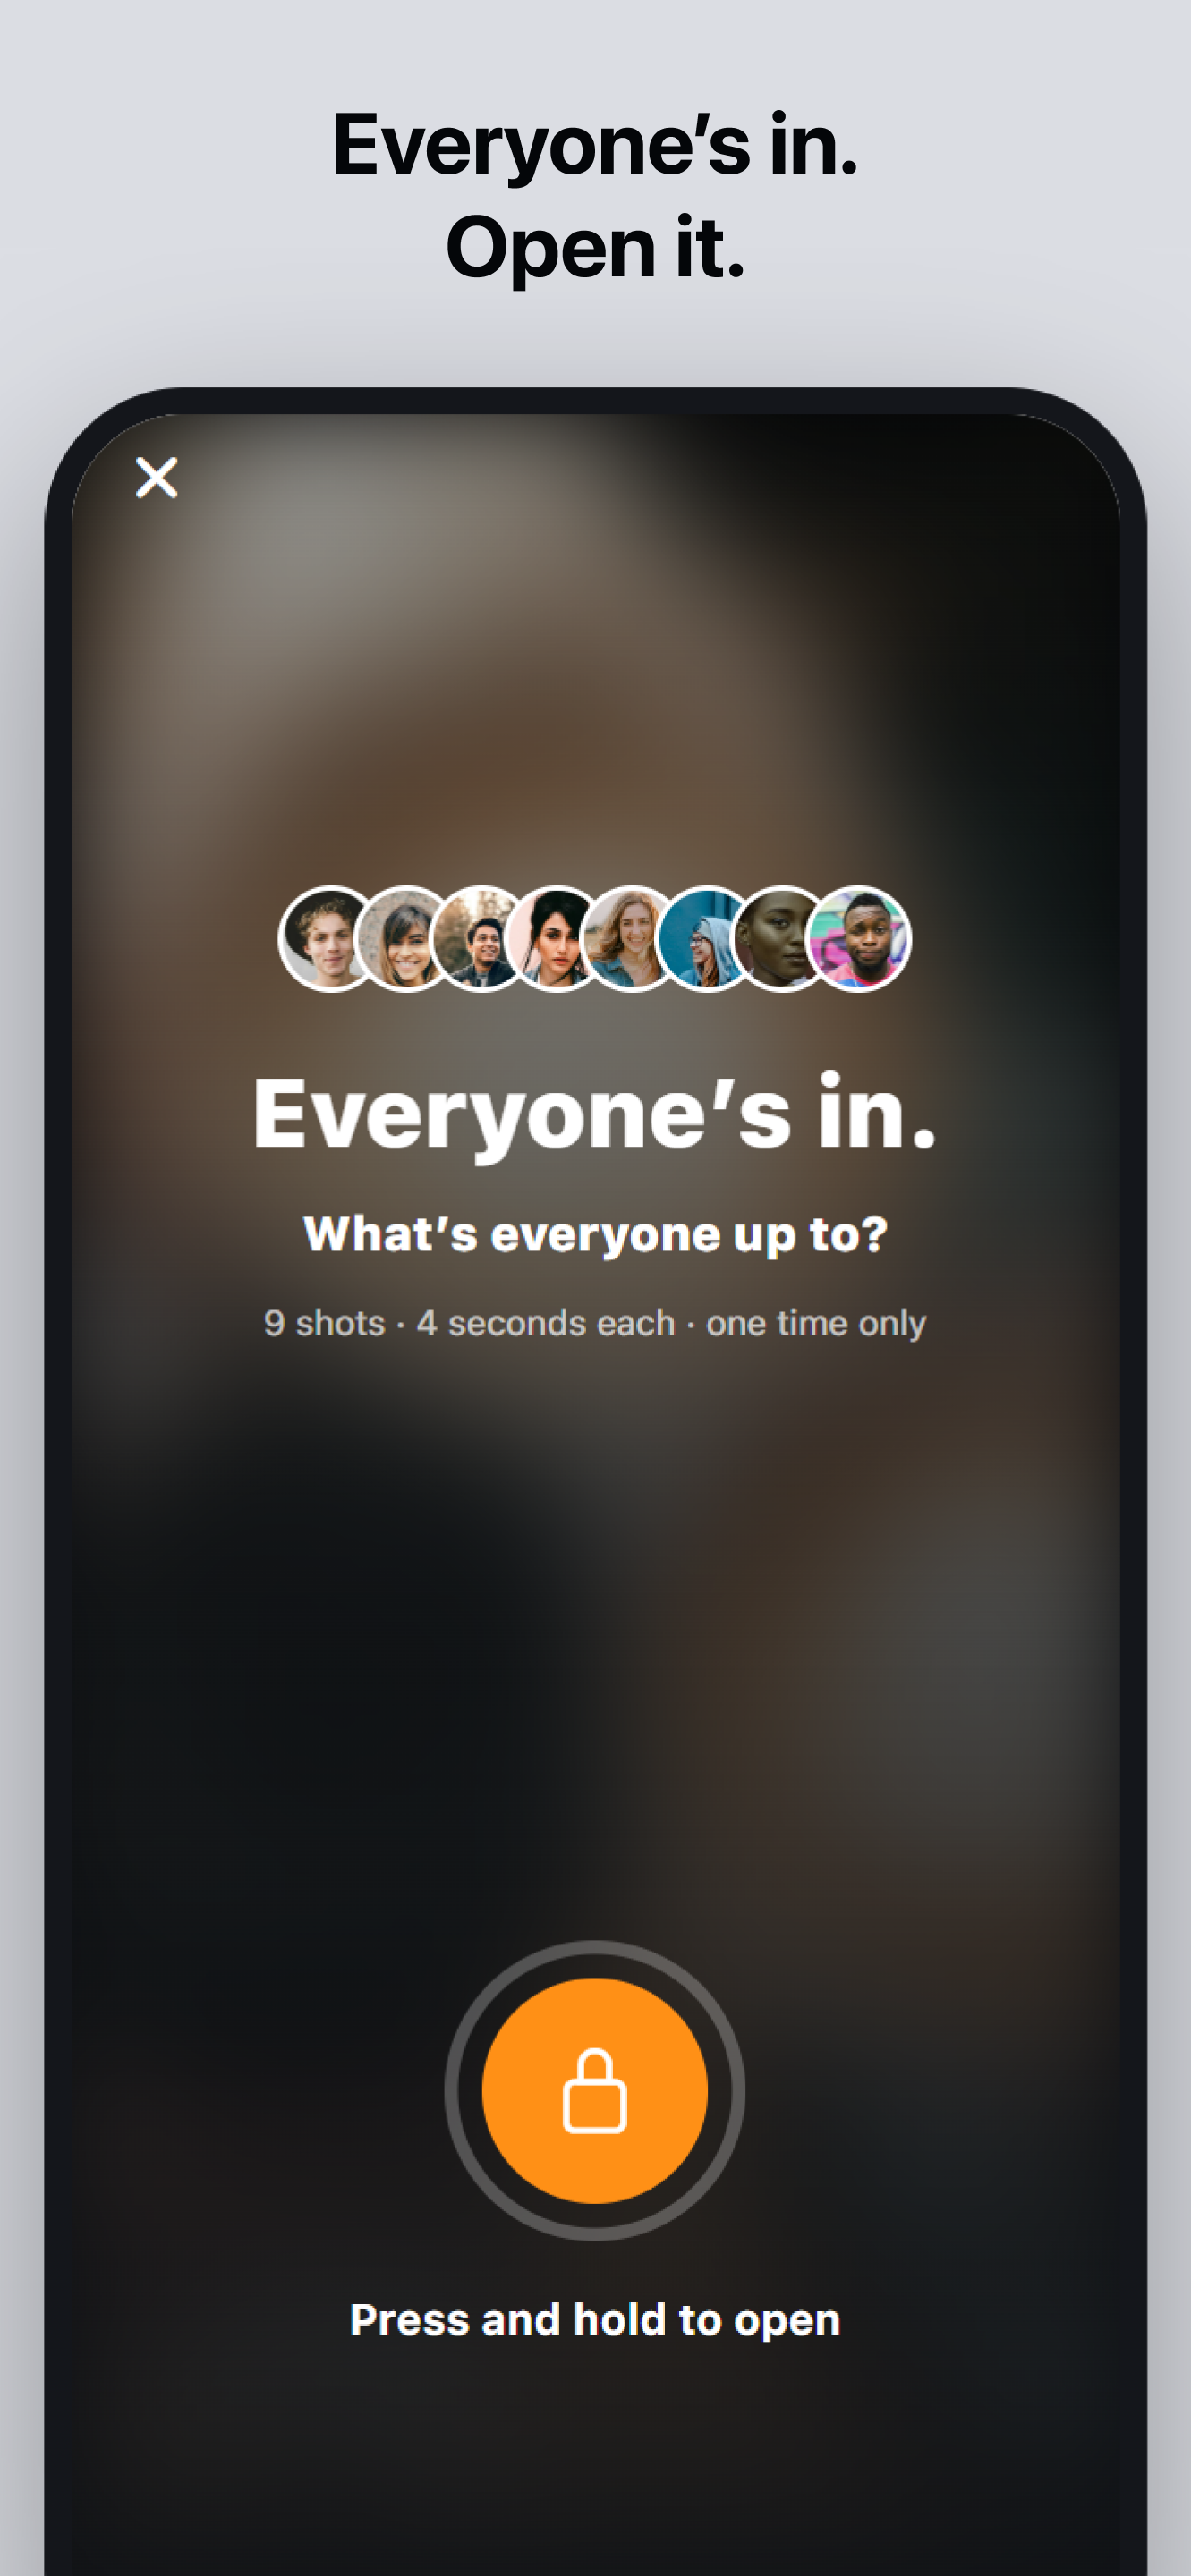 Everyone’s in.
Open it.
Everyone’s in.
What’s everyone up to?
9 shots · 4 seconds each · one time only
Press and hold to open